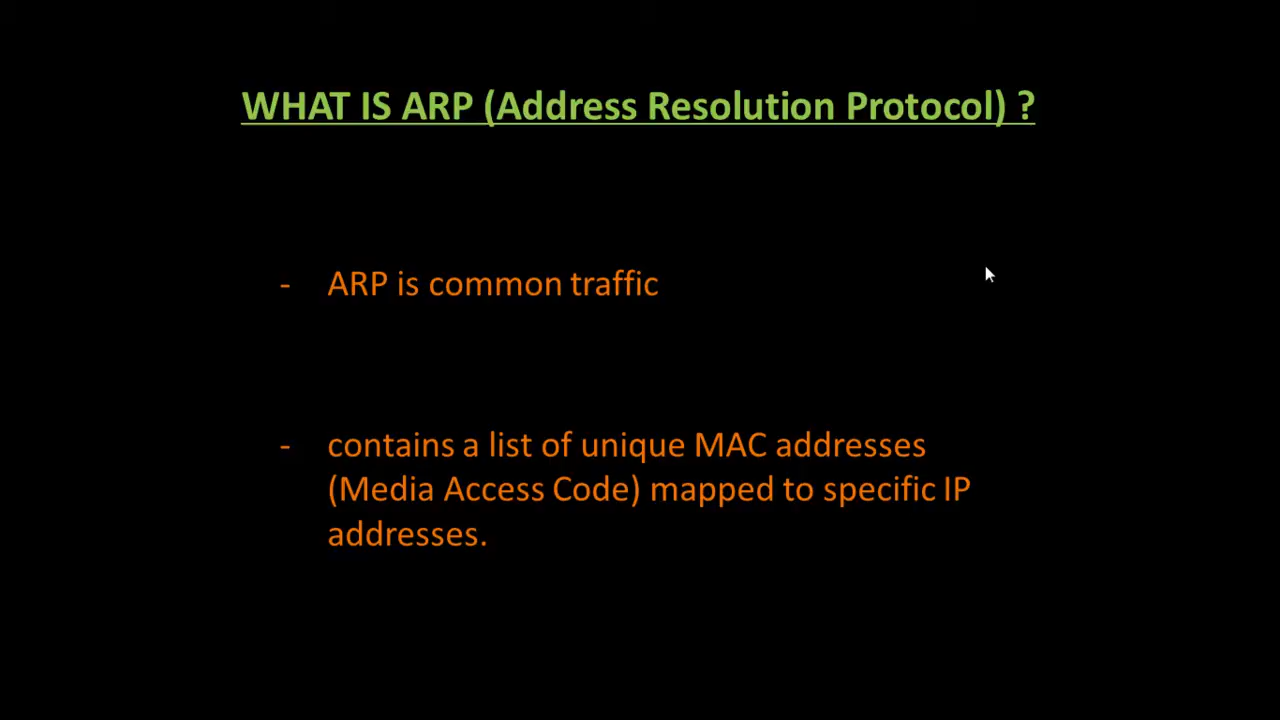 WHAT IS ARP (Address Resolution Protocol) ?
- ARP is common traffic
- contains a list of unique MAC addresses
(Media Access Code) mapped to specific IP
addresses.